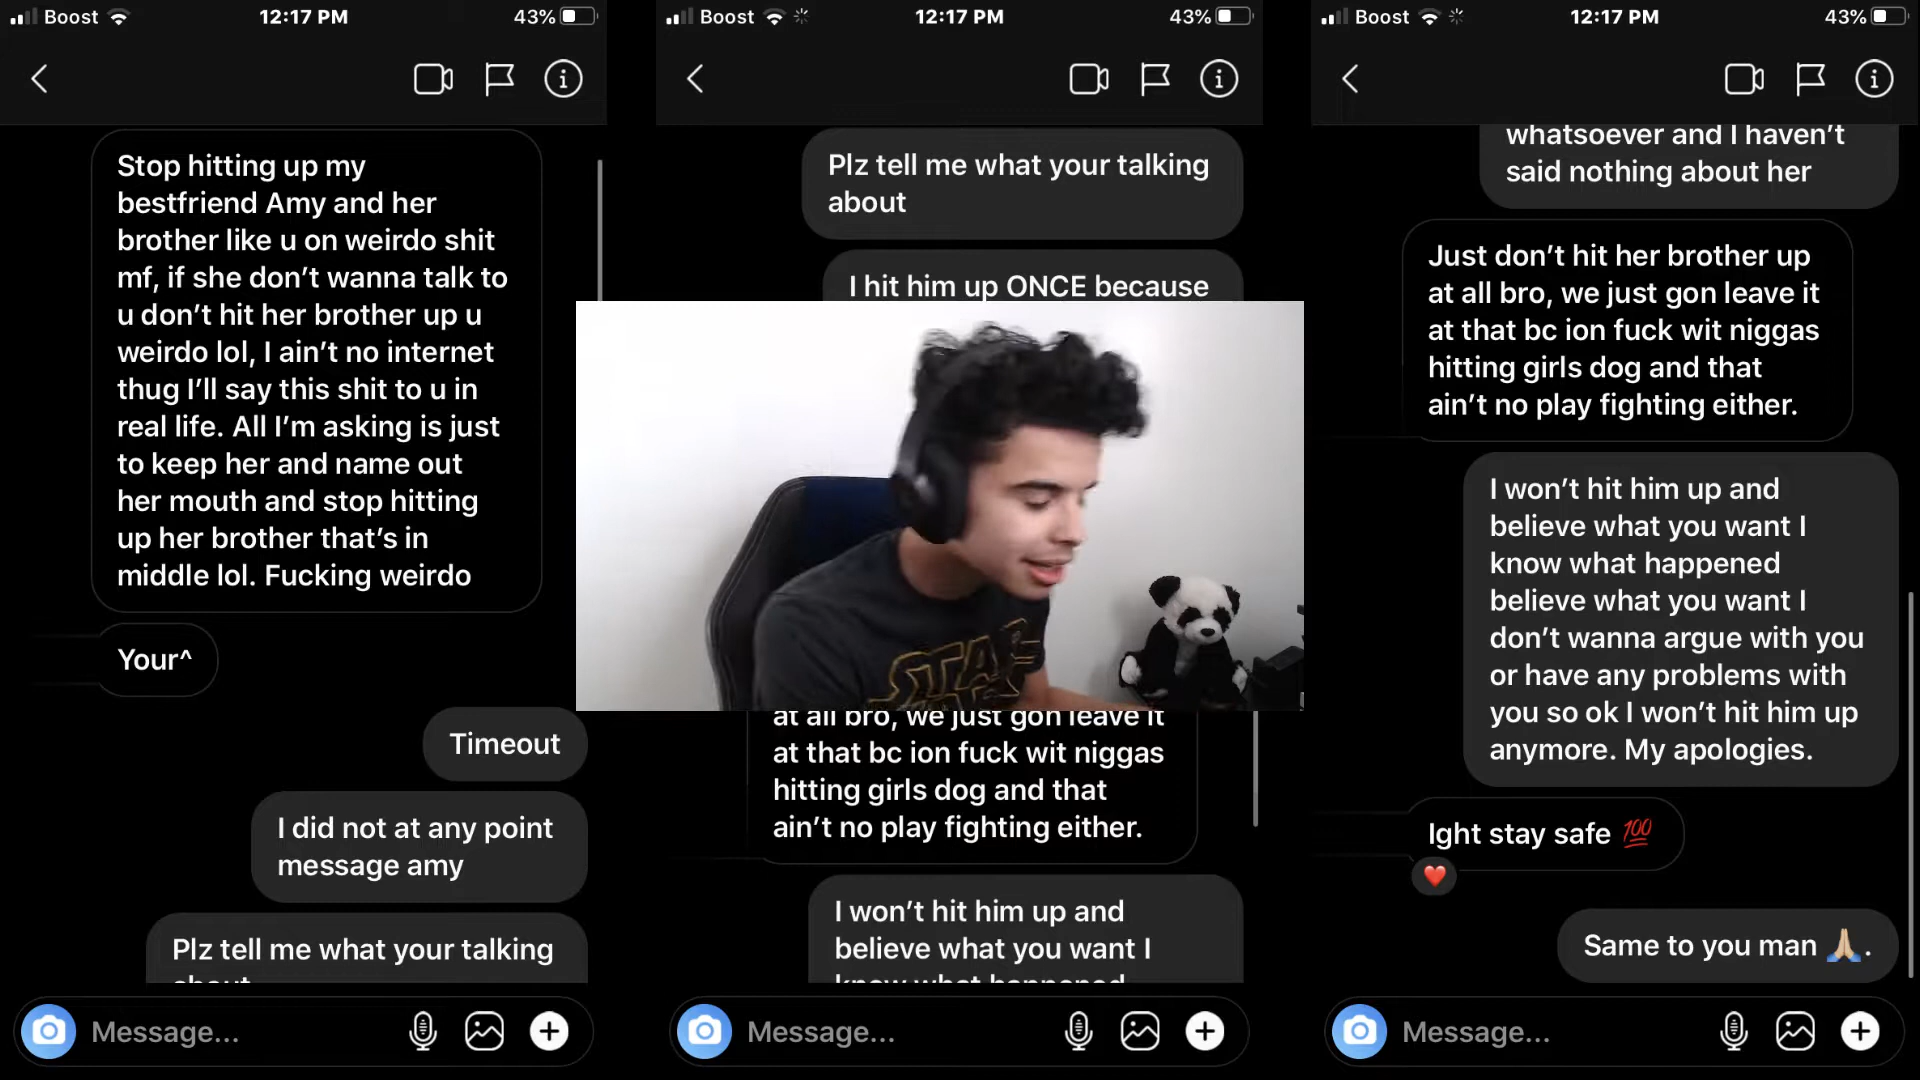 Boost 12:17 PM 43%
Stop hitting up my
bestfriend Amy and her
brother like u on weirdo shit
mf, if she don't wanna talk to
u don't hit her brother up u
weirdo lol, I ain't no internet
thug I'll say this shit to u in
real life. All I'm asking is just
to keep her and name out
her mouth and stop hitting
up her brother that's in
middle lol. Fucking weirdo
Your^
Timeout
I did not at any point
message amy
Plz tell me what your talking
about
Message...
Boost 12:17 PM 43%
Plz tell me what your talking
about
I hit him up ONCE because
STAR
at all bro, we just gon leave it
at that bc ion fuck wit niggas
hitting girls dog and that
ain't no play fighting either.
I won't hit him up and
believe what you want I
know what happened
Message...
Boost 12:17 PM 43%
whatsoever and I haven't
said nothing about her
Just don't hit her brother up
at all bro, we just gon leave it
at that bc ion fuck wit niggas
hitting girls dog and that
ain't no play fighting either.
I won't hit him up and
believe what you want I
know what happened
believe what you want I
don't wanna argue with you
or have any problems with
you so ok I won't hit him up
anymore. My apologies.
Ight stay safe 💯
❤️
Same to you man 🙏🏼.
Message...